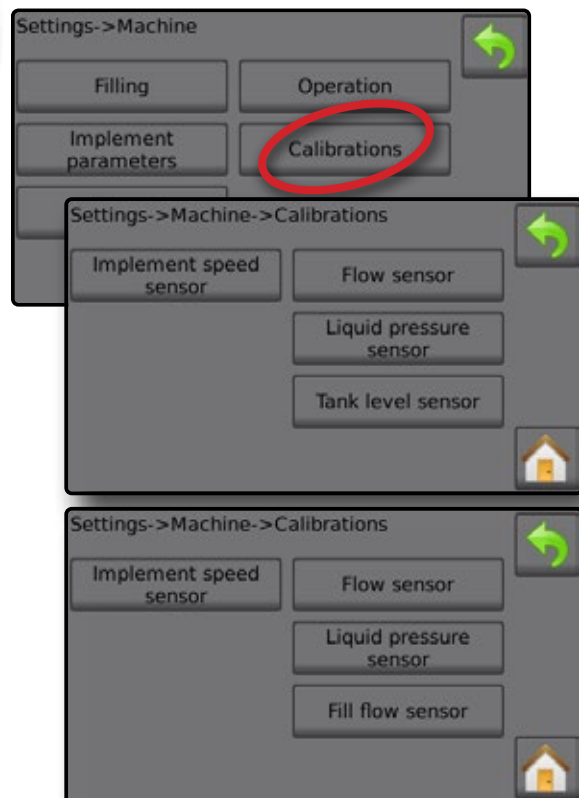 Settings->Machine
Filling
Operation
Implement
parameters
Calibrations
Settings->Machine->Calibrations
Implement speed
sensor
Flow sensor
Liquid pressure
sensor
Tank level sensor
Settings->Machine->Calibrations
Implement speed
sensor
Flow sensor
Liquid pressure
sensor
Fill flow sensor